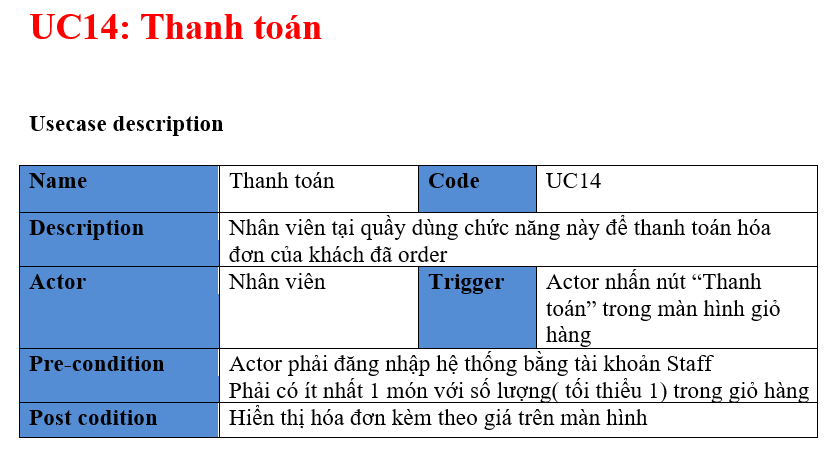 UC14: Thanh toán
Usecase description
Name Thanh toán Code UC14
Description Nhân viên tại quầy dùng chức năng này để thanh toán hóa
đơn của khách đã order
Actor Nhân viên Trigger Actor nhấn nút “Thanh
toán” trong màn hình giỏ
hàng
Pre-condition Actor phải đăng nhập hệ thống bằng tài khoản Staff
Phải có ít nhất 1 món với số lượng( tối thiểu 1) trong giỏ hàng
Post codition Hiển thị hóa đơn kèm theo giá trên màn hình